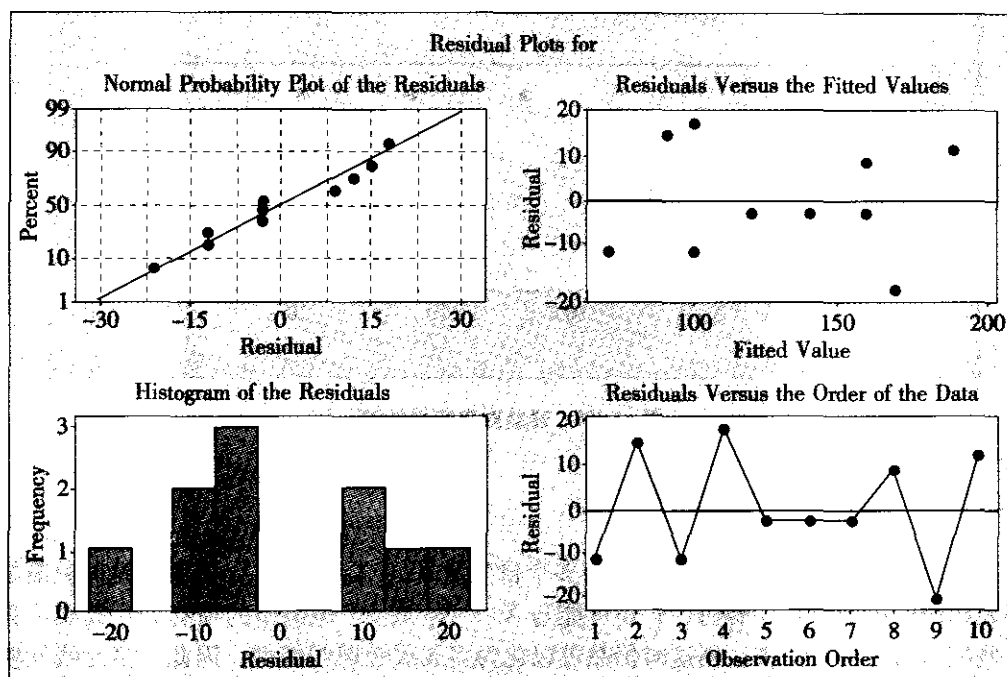 Residual Plots for
Normal Probability Plot of the Residuals
99
90
50
10
1
Percent
-30 -15 0 15 30
Residual
Residuals Versus the Fitted Values
20
10
0
-10
-20
Residual
100 150 200
Fitted Value
Histogram of the Residuals
3
2
1
0
Frequency
-20 -10 0 10 20
Residual
Residuals Versus the Order of the Data
20
10
0
-10
-20
Residual
1 2 3 4 5 6 7 8 9 10
Observation Order